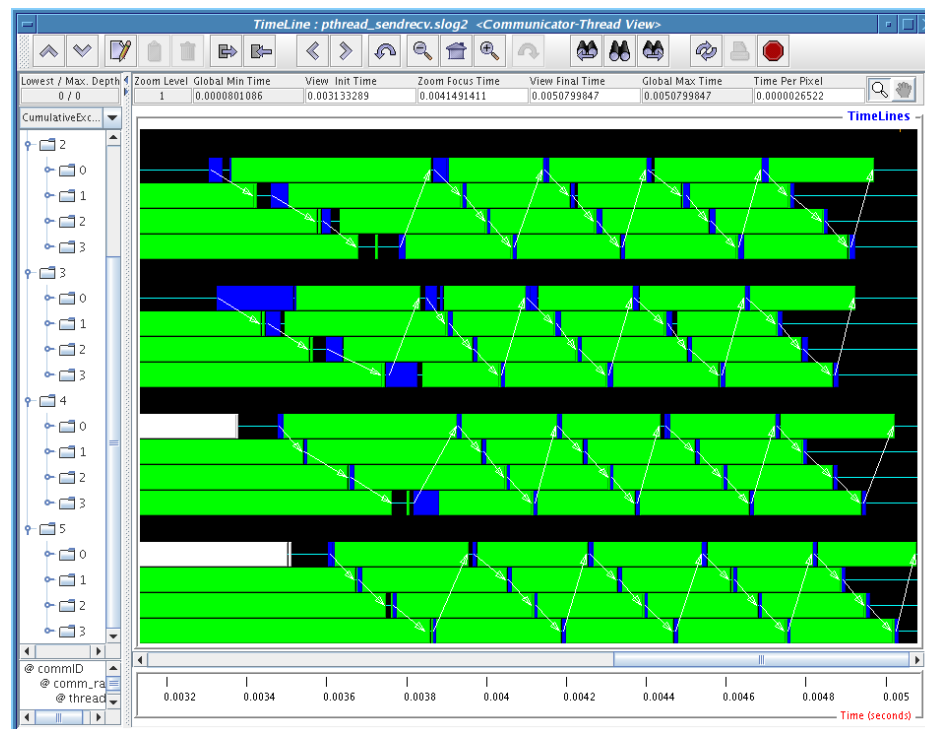 TimeLine : pthread_sendrecv.slog2 <Communicator-Thread View>
Lowest / Max. Depth Zoom Level Global Min Time View Init Time Zoom Focus Time View Final Time Global Max Time Time Per Pixel
0 / 0 1 0.0000801086 0.003133289 0.0041491411 0.0050799847 0.0050799847 0.0000026522
CumulativeExc... TimeLines
2
0
1
2
3
3
0
1
2
3
4
0
1
2
3
5
0
1
2
3
@ commID
@ comm_ra
@ thread
0.0032 0.0034 0.0036 0.0038 0.004 0.0042 0.0044 0.0046 0.0048 0.005
Time (seconds)